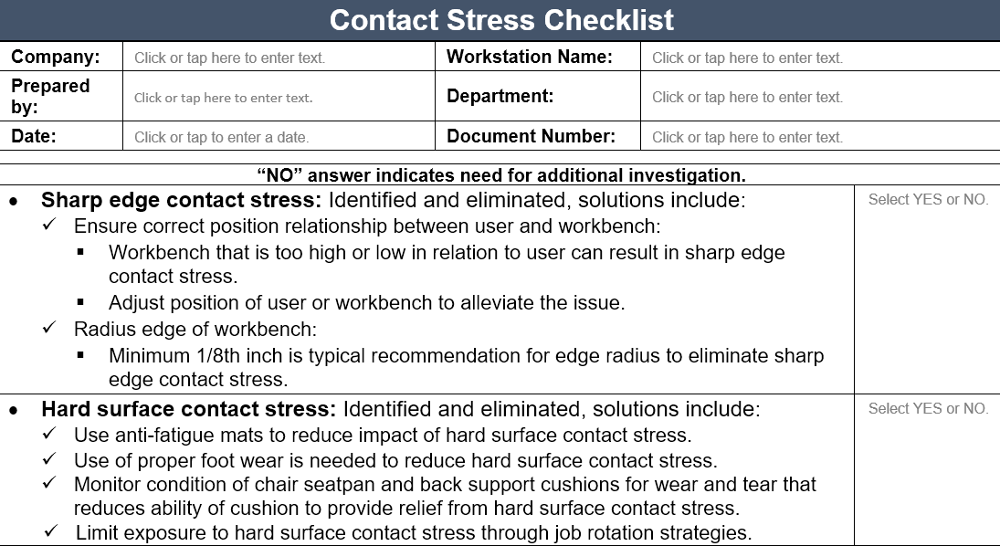 Contact Stress Checklist
Company: Click or tap here to enter text. Workstation Name: Click or tap here to enter text.
Prepared by: Click or tap here to enter text. Department: Click or tap here to enter text.
Date: Click or tap to enter a date. Document Number: Click or tap here to enter text.
“NO” answer indicates need for additional investigation.
• Sharp edge contact stress: Identified and eliminated, solutions include: Select YES or NO.
✓ Ensure correct position relationship between user and workbench:
▪ Workbench that is too high or low in relation to user can result in sharp edge
contact stress.
▪ Adjust position of user or workbench to alleviate the issue.
✓ Radius edge of workbench:
▪ Minimum 1/8th inch is typical recommendation for edge radius to eliminate sharp
edge contact stress.
• Hard surface contact stress: Identified and eliminated, solutions include: Select YES or NO.
✓ Use anti-fatigue mats to reduce impact of hard surface contact stress.
✓ Use of proper foot wear is needed to reduce hard surface contact stress.
✓ Monitor condition of chair seatpan and back support cushions for wear and tear that
reduces ability of cushion to provide relief from hard surface contact stress.
✓ Limit exposure to hard surface contact stress through job rotation strategies.